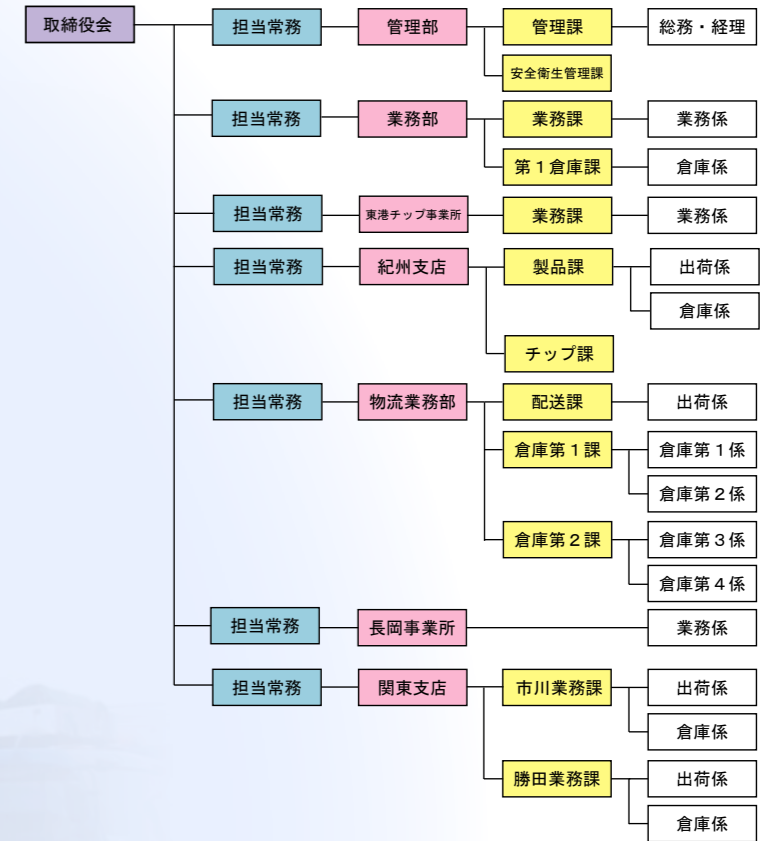 取締役会
担当常務
管理部
管理課
総務・経理
安全衛生管理課
担当常務
業務部
業務課
業務係
第１倉庫課
倉庫係
担当常務
東港チップ事業所
業務課
業務係
担当常務
紀州支店
製品課
出荷係
倉庫係
チップ課
担当常務
物流業務部
配送課
出荷係
倉庫第１課
倉庫第１係
倉庫第２係
倉庫第２課
倉庫第３係
倉庫第４係
担当常務
長岡事業所
業務係
担当常務
関東支店
市川業務課
出荷係
倉庫係
勝田業務課
出荷係
倉庫係